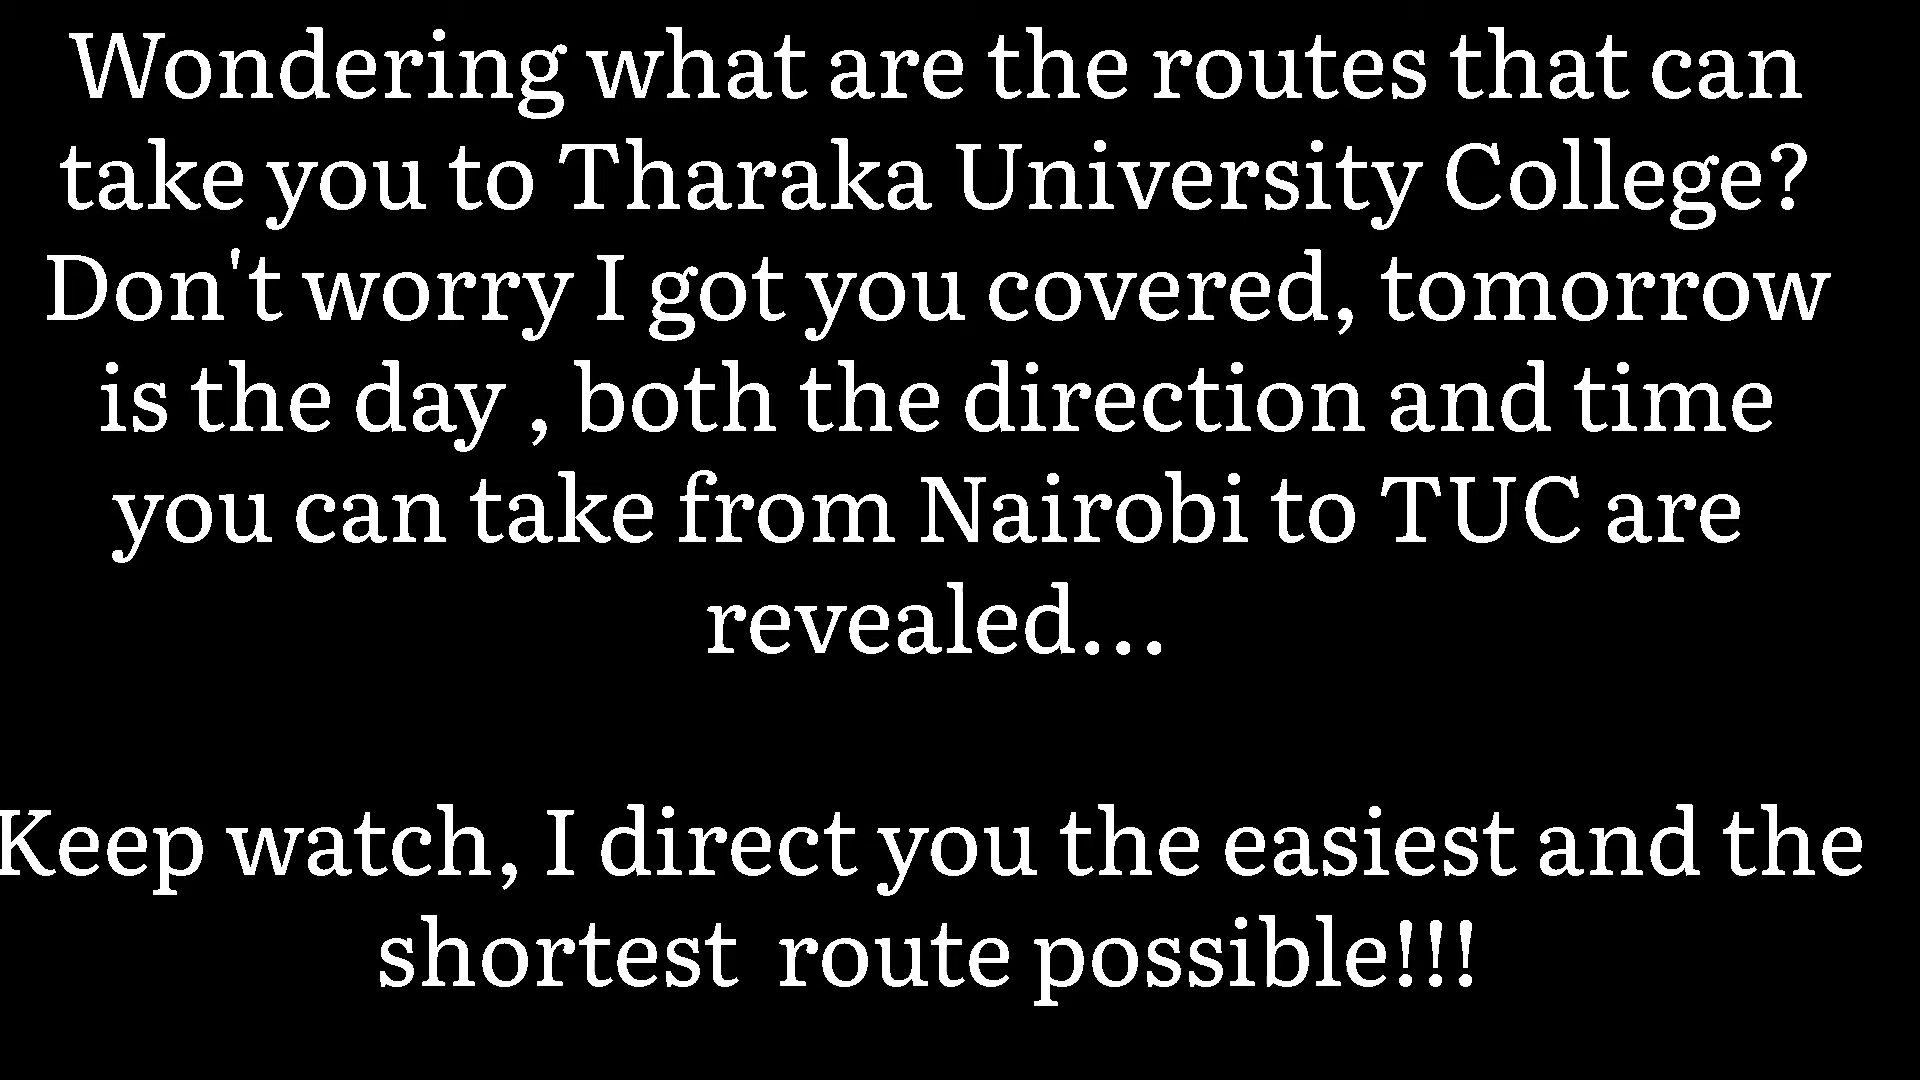 Wondering what are the routes that can
take you to Tharaka University College?
Don't worry I got you covered, tomorrow
is the day , both the direction and time
you can take from Nairobi to TUC are
revealed...
Keep watch, I direct you the easiest and the
shortest  route possible!!!